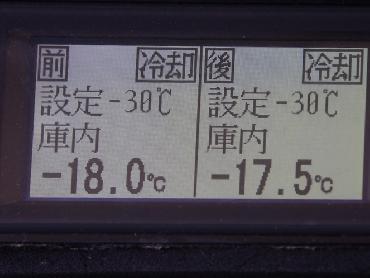 前 冷却
設定 -30℃
庫内
-18.0℃
後 冷却
設定 -30℃
庫内
-17.5℃